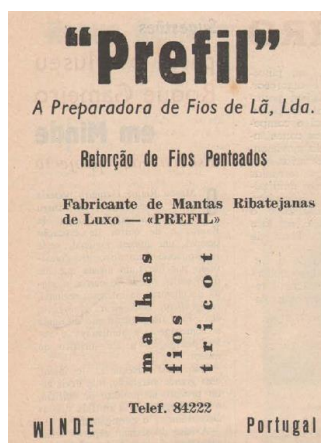 “Prefil”
A Preparadora de Fios de Lã, Lda.
Retorção de Fios Penteados
Fabricante de Mantas Ribatejanas
de Luxo — «PREFIL»
malhas
fios
tricot
Telef. 84222
MINDE Portugal